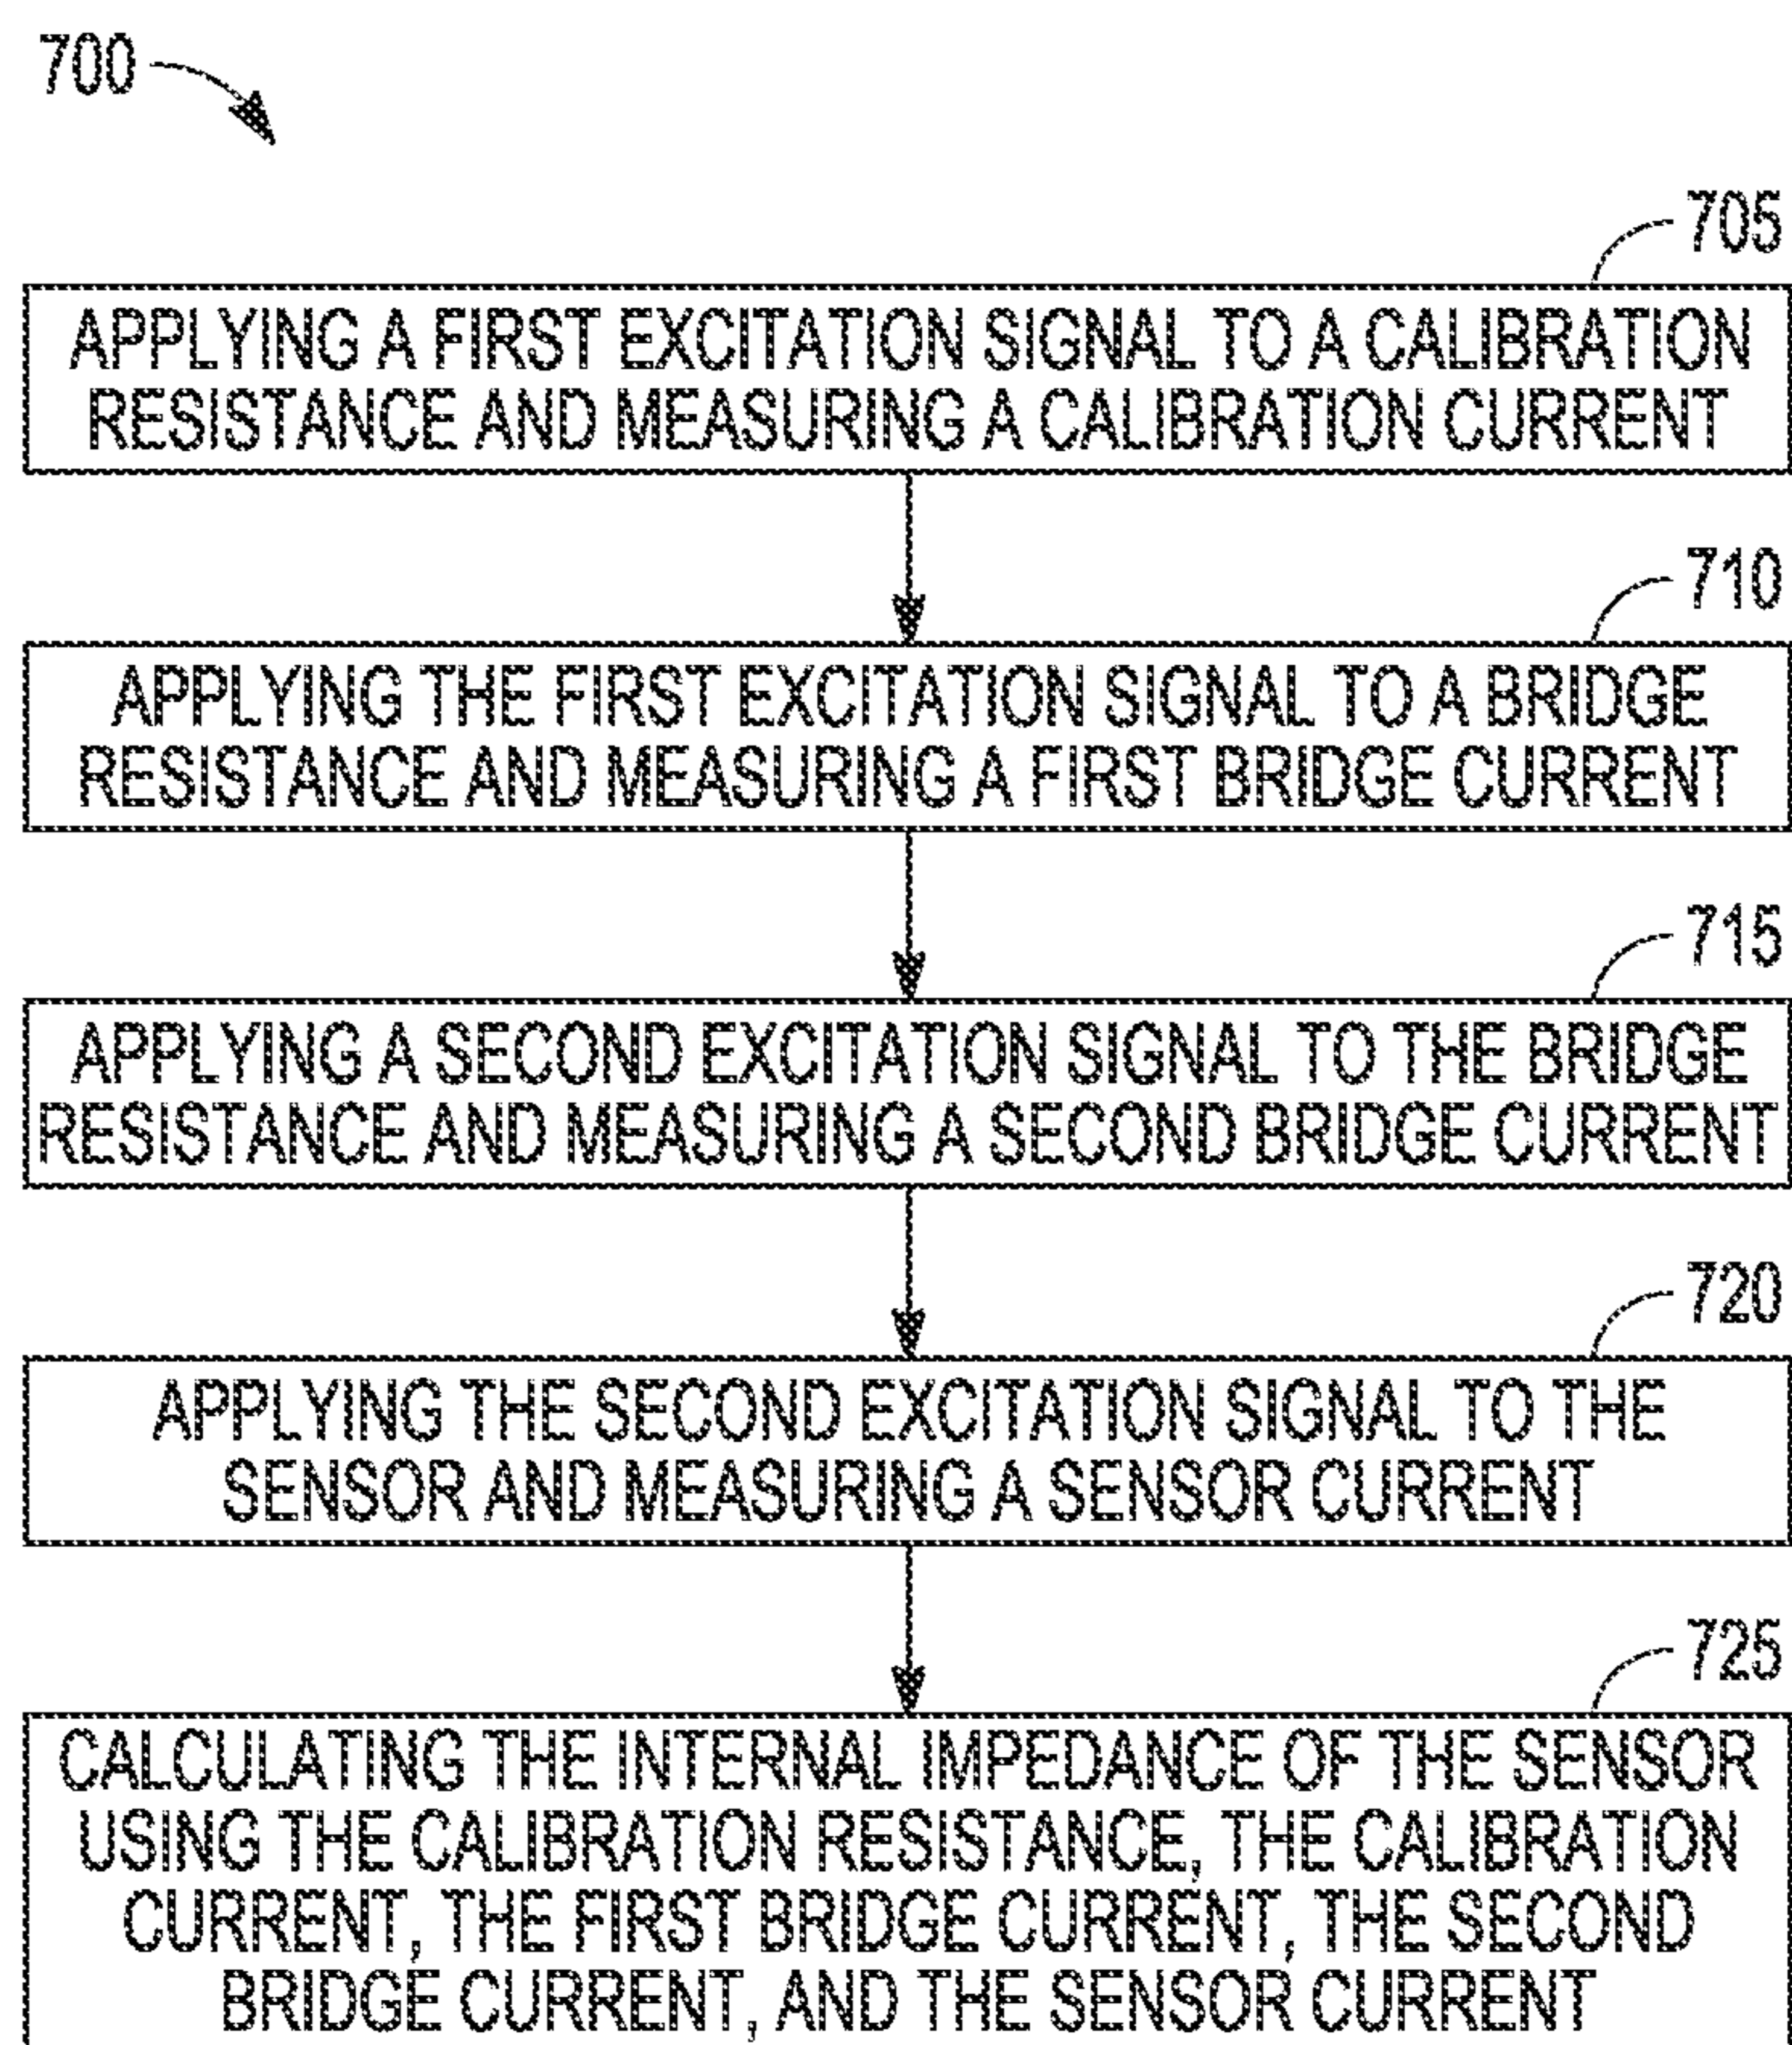 700
705
APPLYING A FIRST EXCITATION SIGNAL TO A CALIBRATION
RESISTANCE AND MEASURING A CALIBRATION CURRENT
710
APPLYING THE FIRST EXCITATION SIGNAL TO A BRIDGE
RESISTANCE AND MEASURING A FIRST BRIDGE CURRENT
715
APPLYING A SECOND EXCITATION SIGNAL TO THE BRIDGE
RESISTANCE AND MEASURING A SECOND BRIDGE CURRENT
720
APPLYING THE SECOND EXCITATION SIGNAL TO THE
SENSOR AND MEASURING A SENSOR CURRENT
725
CALCULATING THE INTERNAL IMPEDANCE OF THE SENSOR
USING THE CALIBRATION RESISTANCE, THE CALIBRATION
CURRENT, THE FIRST BRIDGE CURRENT, THE SECOND
BRIDGE CURRENT, AND THE SENSOR CURRENT